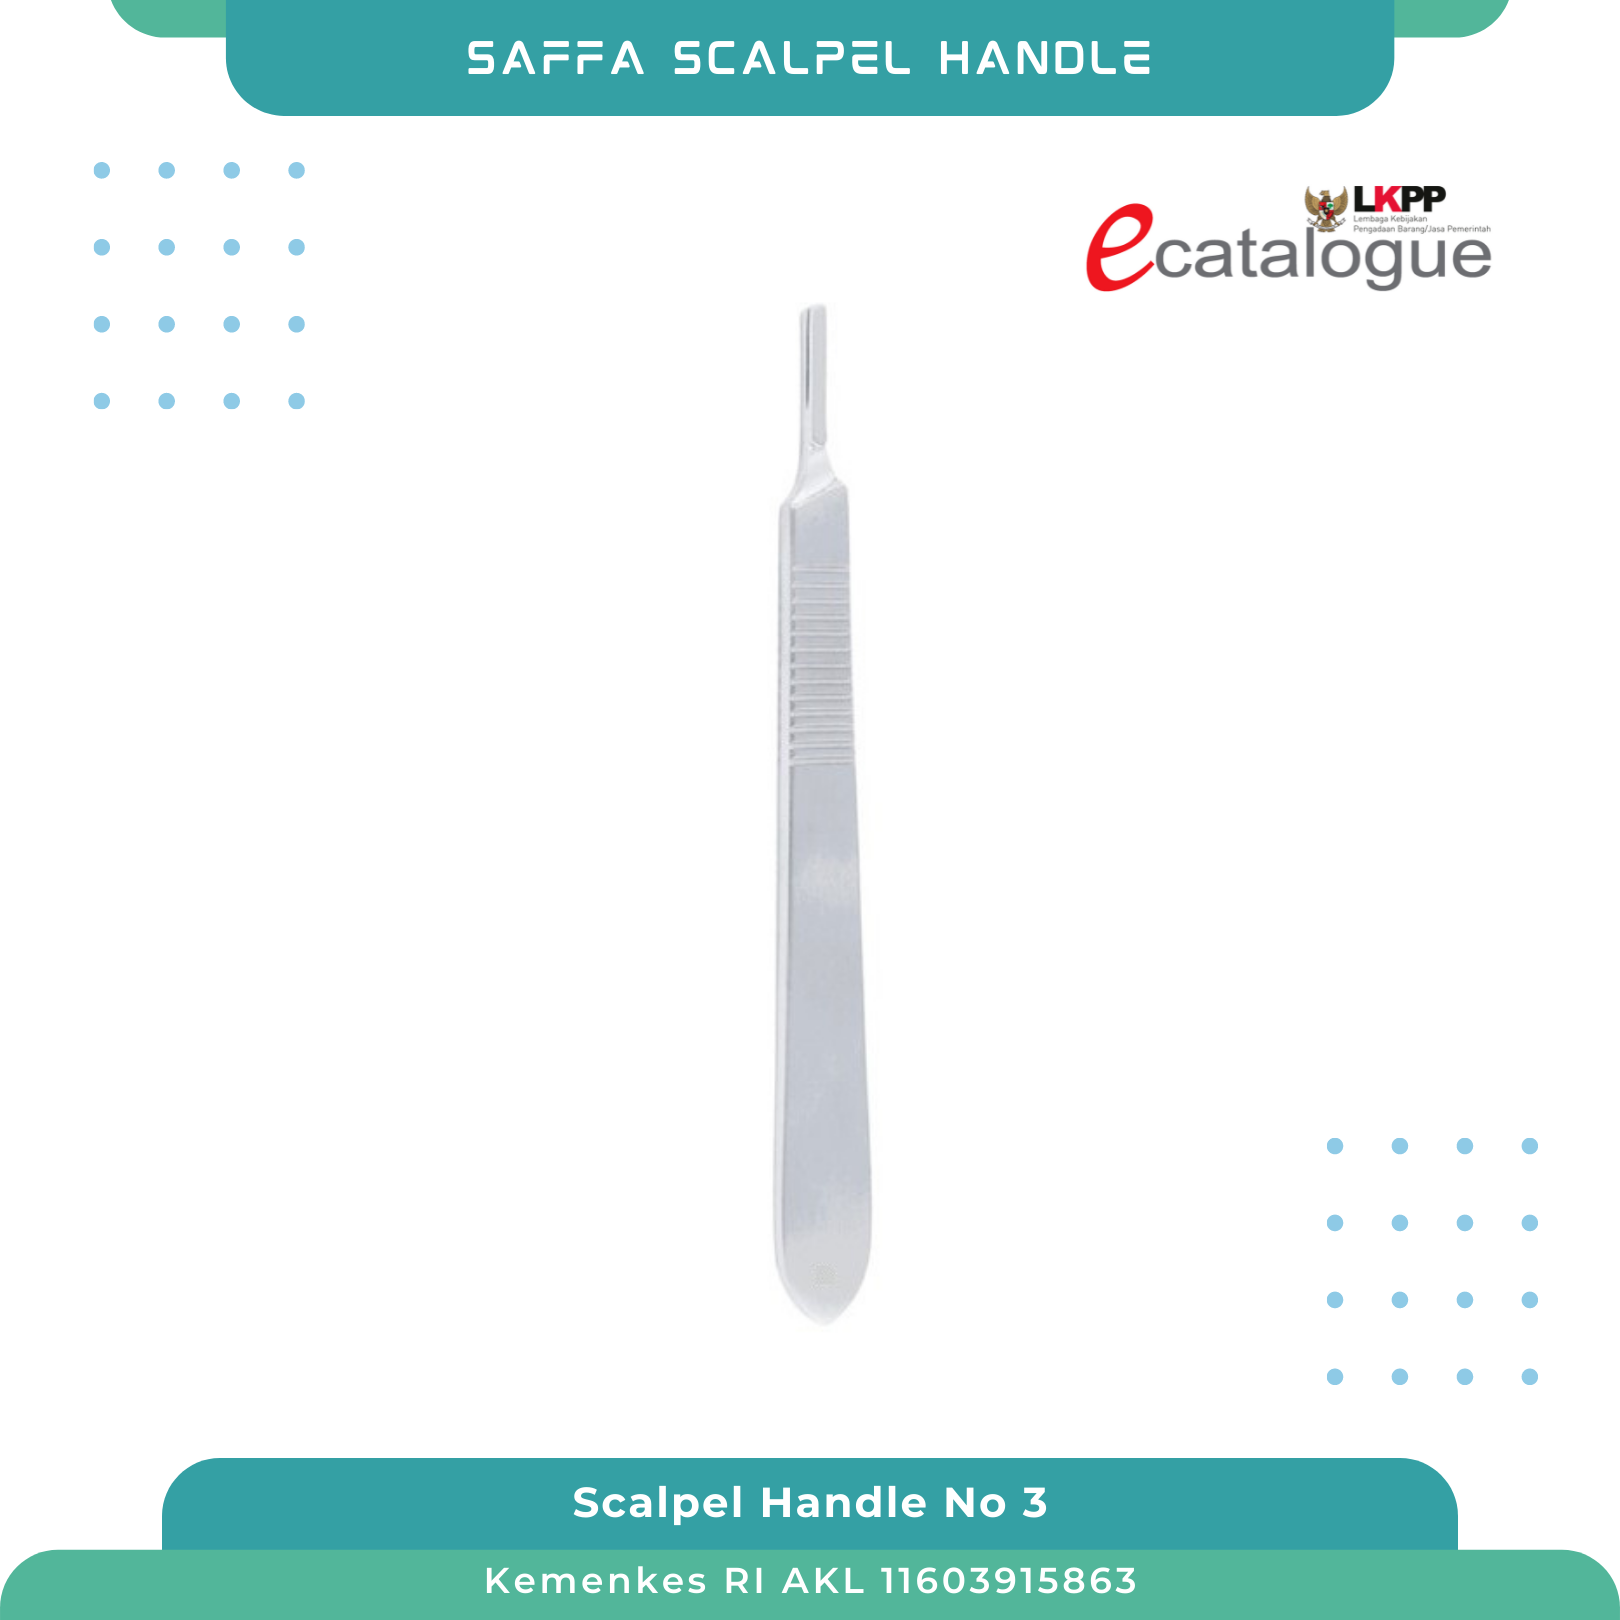 SAFFA SCALPEL HANDLE
LKPP
Lembaga Kebijakan
Pengadaan Barang/Jasa Pemerintah
ecatalogue
Scalpel Handle No 3
Kemenkes RI AKL 11603915863